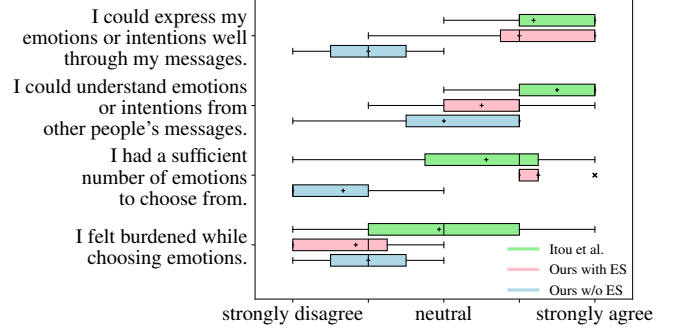 I could express my
emotions or intentions well
through my messages.
I could understand emotions
or intentions from
other people's messages.
I had a sufficient
number of emotions
to choose from.
I felt burdened while
choosing emotions.
Itou et al.
Ours with ES
Ours w/o ES
strongly disagree neutral strongly agree